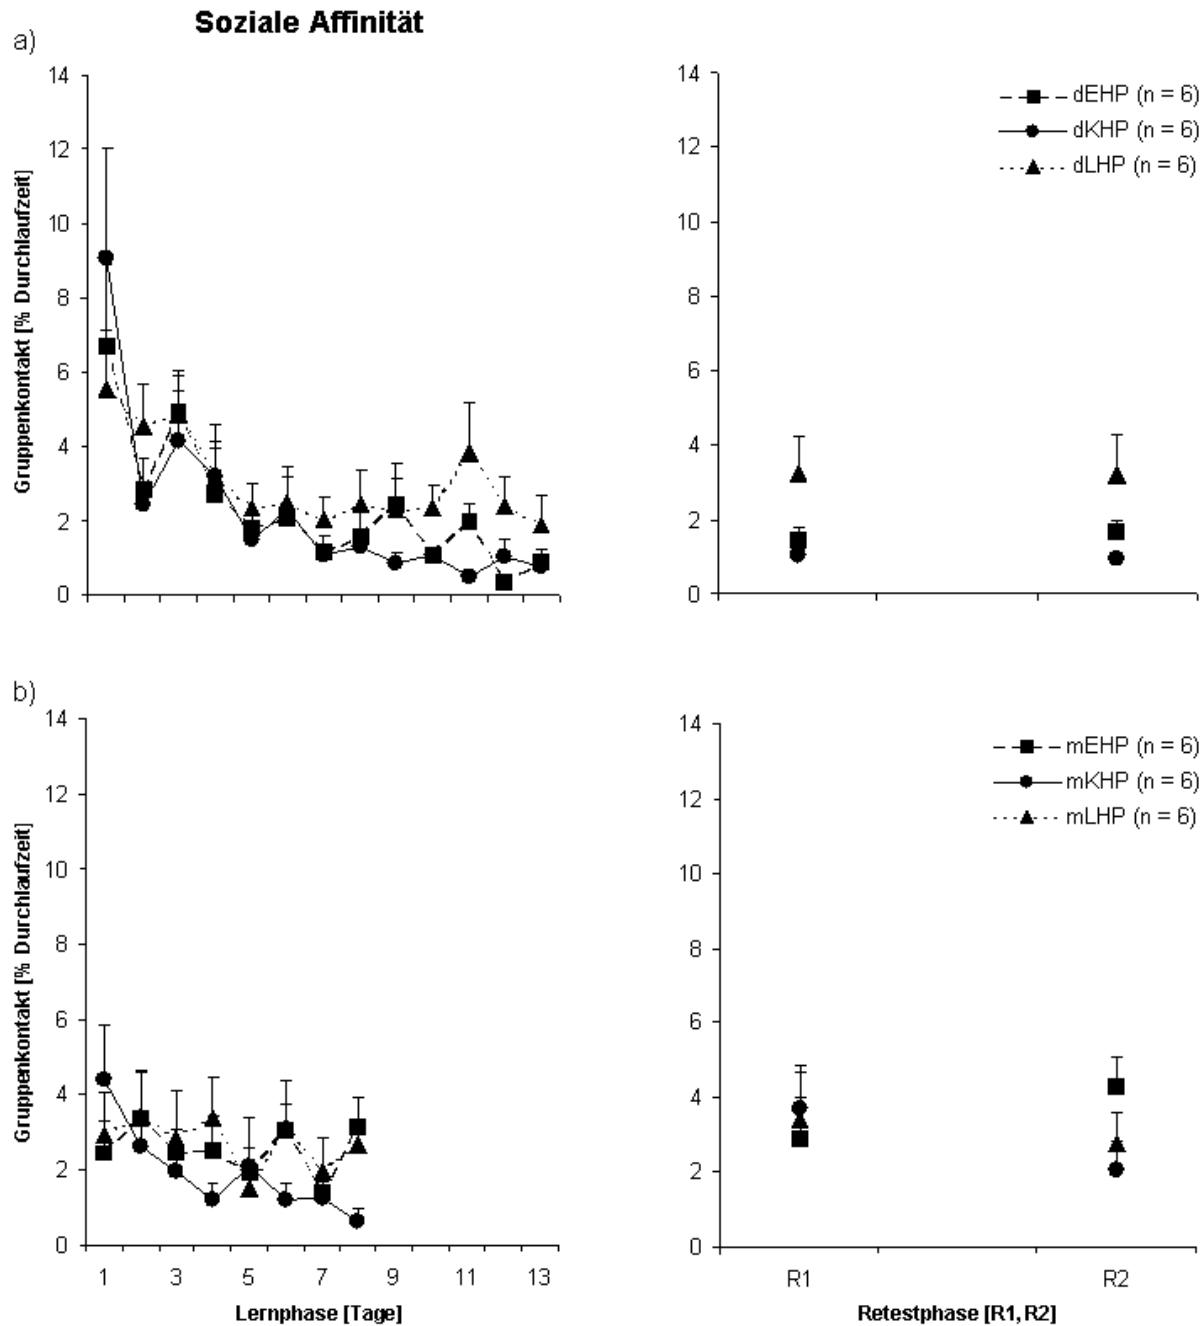 Soziale Affinität
a)
Gruppenkontakt [% Durchlaufzeit]
14
12
10
8
6
4
2
0
14
12
10
8
6
4
2
0
dEHP (n = 6)
dKHP (n = 6)
dLHP (n = 6)
b)
Gruppenkontakt [% Durchlaufzeit]
14
12
10
8
6
4
2
0
1 3 5 7 9 11 13
Lernphase [Tage]
14
12
10
8
6
4
2
0
mEHP (n = 6)
mKHP (n = 6)
mLHP (n = 6)
R1 R2
Retestphase [R1, R2]